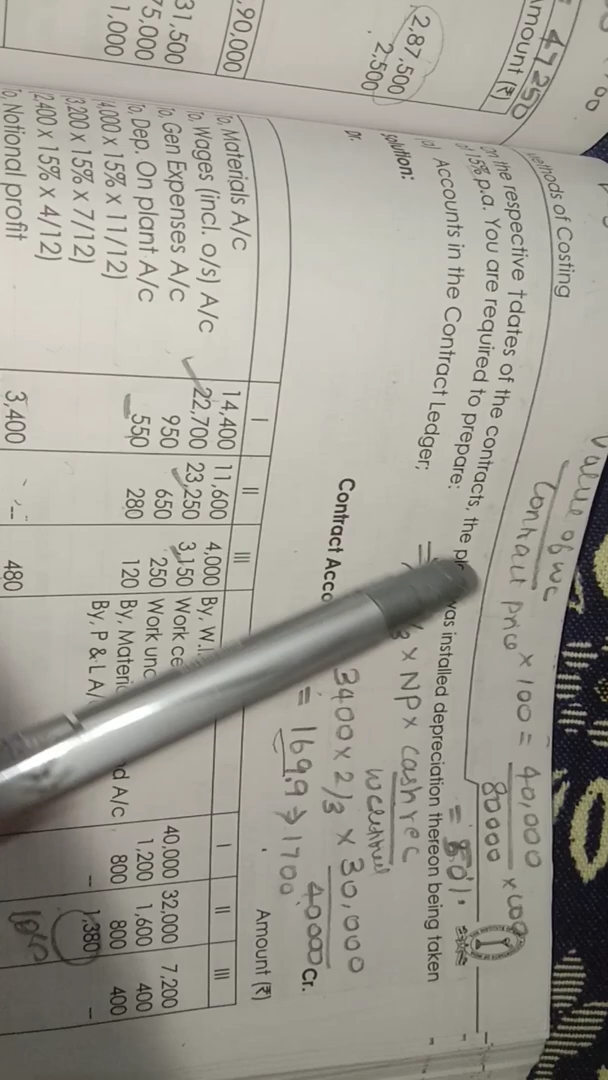 47250
Amount (₹)
2,87,500
2,500
,90,000
31,500
75,000
1,000
Value of wc
Contract price × 100 = 40,000
80000 × 100
= 50%
Methods of Costing
on the respective tdates of the contracts, the was installed depreciation thereon being taken
15% p.a. You are required to prepare:
Solution:
Accounts in the Contract Ledger;
× NP × cash rec
wcertified
3400 × 2/3 × 30,000
40000
= 1699 ⇒ 1700
Dr.
Contract Acco
Cr.
Amount (₹)
I II III I II III
To, Materials A/c 14,400 11,600 4,000 By, W.I. 
To, Wages (incl. o/s) A/c 22,700 23,250 3,150 Work ce 40,000 32,000 7,200
To, Gen Expenses A/c 950 650 250 Work unc 1,200 1,600 400
To, Dep. On plant A/c 550 280 120 By, Materi d A/c 800 800 400
4,000 x 15% x 11/12) By, P & L A/ -- 1,380 --
3,200 x 15% x 7/12)
2,400 x 15% x 4/12)
To, Notional profit 3,400 -- 480